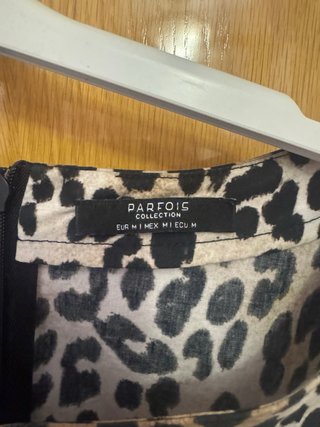 PARFOIS
COLLECTION
EUR M | MEX M | ECU M